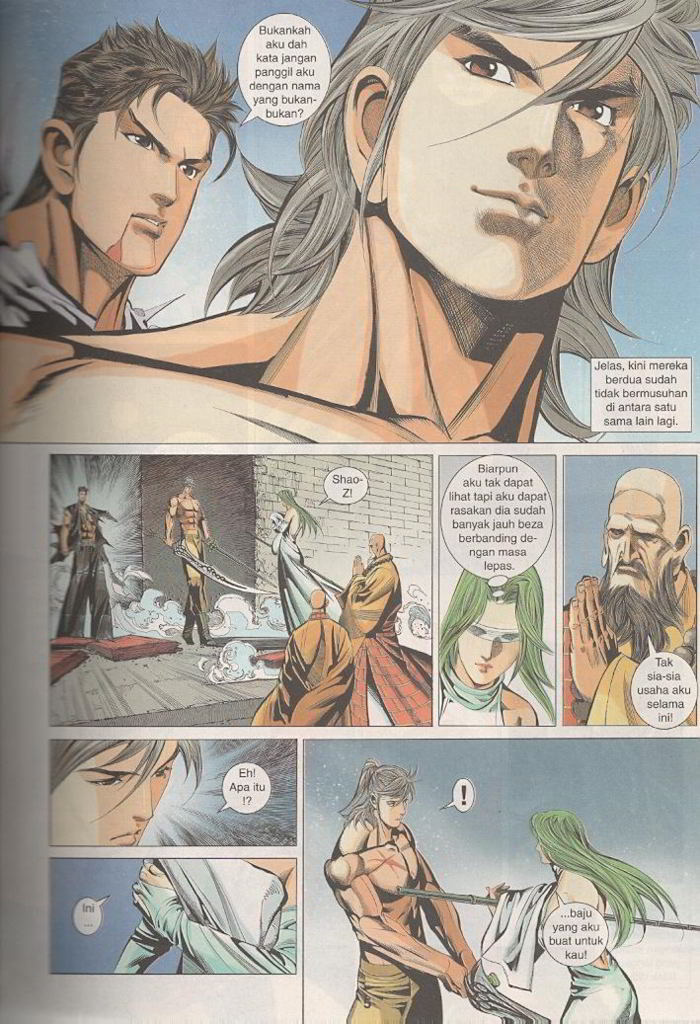 Bukankah
aku dah
kata jangan
panggil aku
dengan nama
yang bukan-
bukan?
Jelas, kini mereka
berdua sudah
tidak bermusuhan
di antara satu
sama lain lagi.
Shao-
Z!
Biarpun
aku tak dapat
lihat tapi aku dapat
rasakan dia sudah
banyak jauh beza
berbanding de-
ngan masa
lepas.
Tak
sia-sia
usaha aku
selama
ini!
Eh!
Apa itu
!?
!
Ini
...
...baju
yang aku
buat untuk
kau!